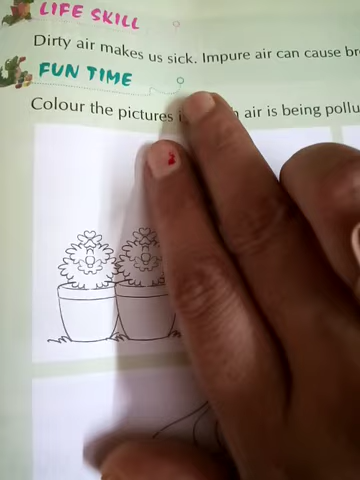 LIFE SKILL
Dirty air makes us sick. Impure air can cause
FUN TIME
Colour the pictures air is being